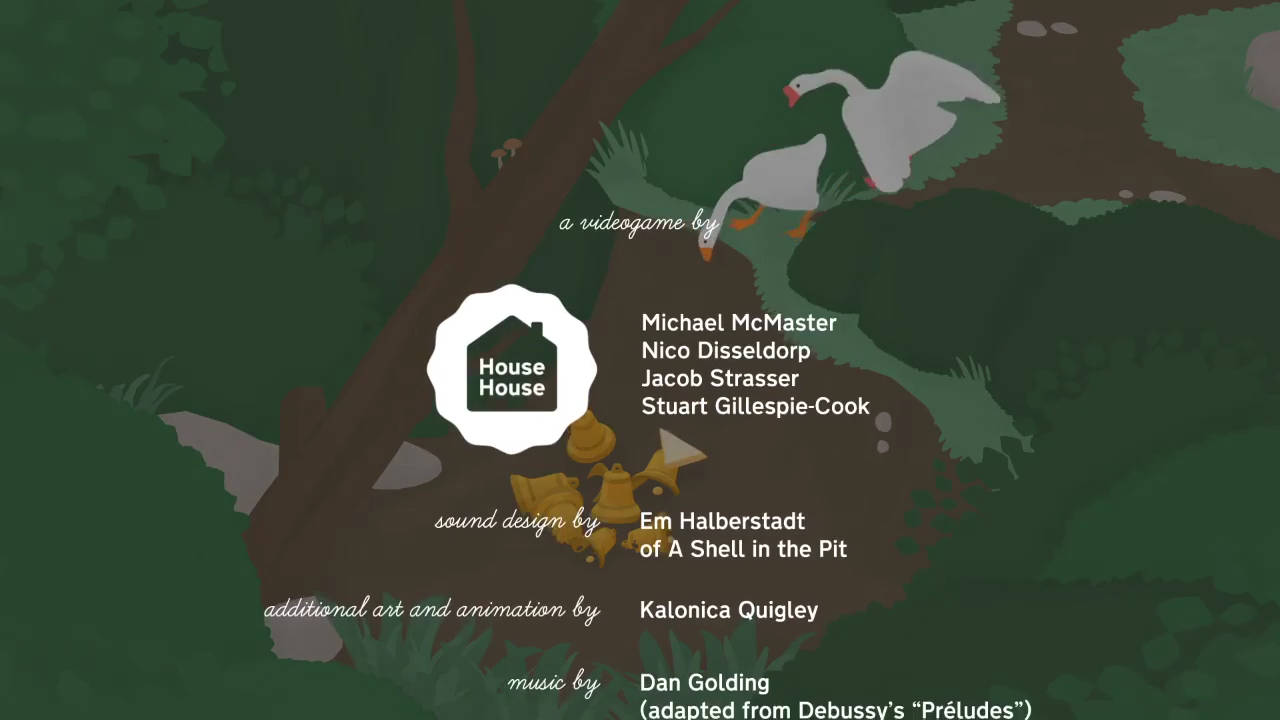 a videogame by
House
House
Michael McMaster
Nico Disseldorp
Jacob Strasser
Stuart Gillespie-Cook
sound design by
Em Halberstadt
of A Shell in the Pit
additional art and animation by
Kalonica Quigley
music by
Dan Golding
(adapted from Debussy's “Préludes”)